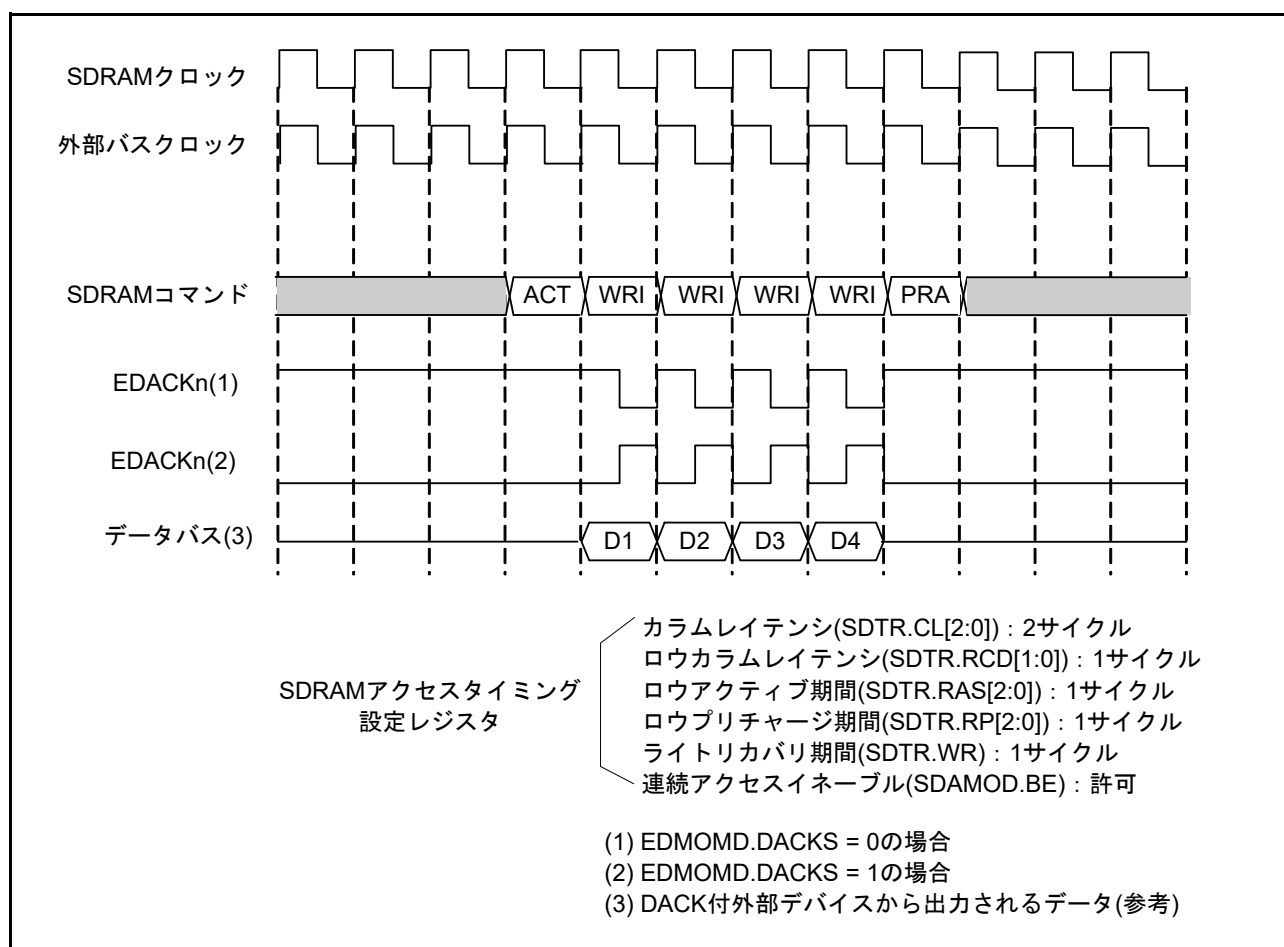 SDRAMクロック
外部バスクロック
SDRAMコマンド
ACT WRI WRI WRI WRI PRA
EDACKn(1)
EDACKn(2)
データバス(3)
D1 D2 D3 D4
SDRAMアクセスタイミング
設定レジスタ
カラムレイテンシ(SDTR.CL[2:0])：2サイクル
ロウカラムレイテンシ(SDTR.RCD[1:0])：1サイクル
ロウアクティブ期間(SDTR.RAS[2:0])：1サイクル
ロウプリチャージ期間(SDTR.RP[2:0])：1サイクル
ライトリカバリ期間(SDTR.WR)：1サイクル
連続アクセスイネーブル(SDAMOD.BE)：許可
(1) EDMOMD.DACKS = 0の場合
(2) EDMOMD.DACKS = 1の場合
(3) DACK付外部デバイスから出力されるデータ(参考)